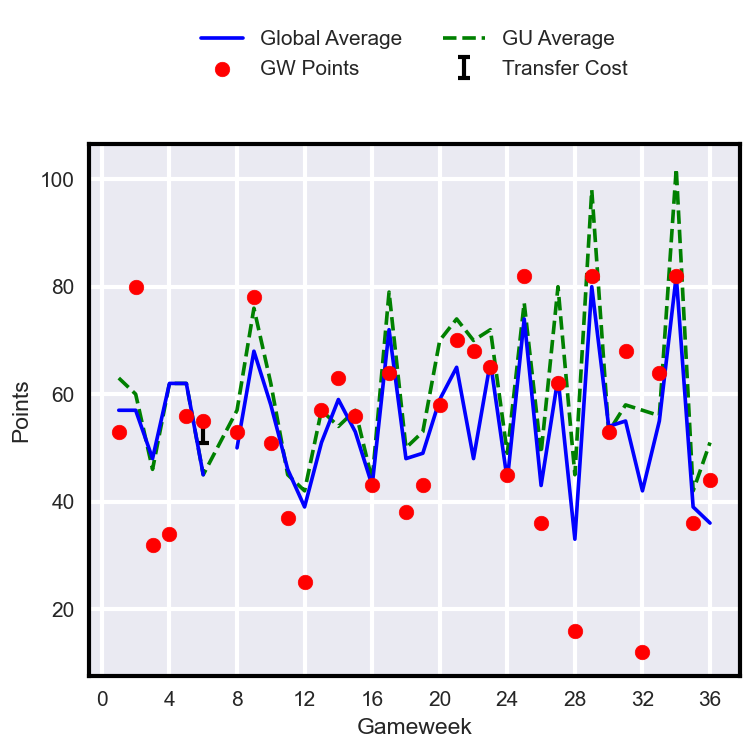 Global Average
GU Average
GW Points
Transfer Cost
100
80
60
40
20
Points
0 4 8 12 16 20 24 28 32 36
Gameweek